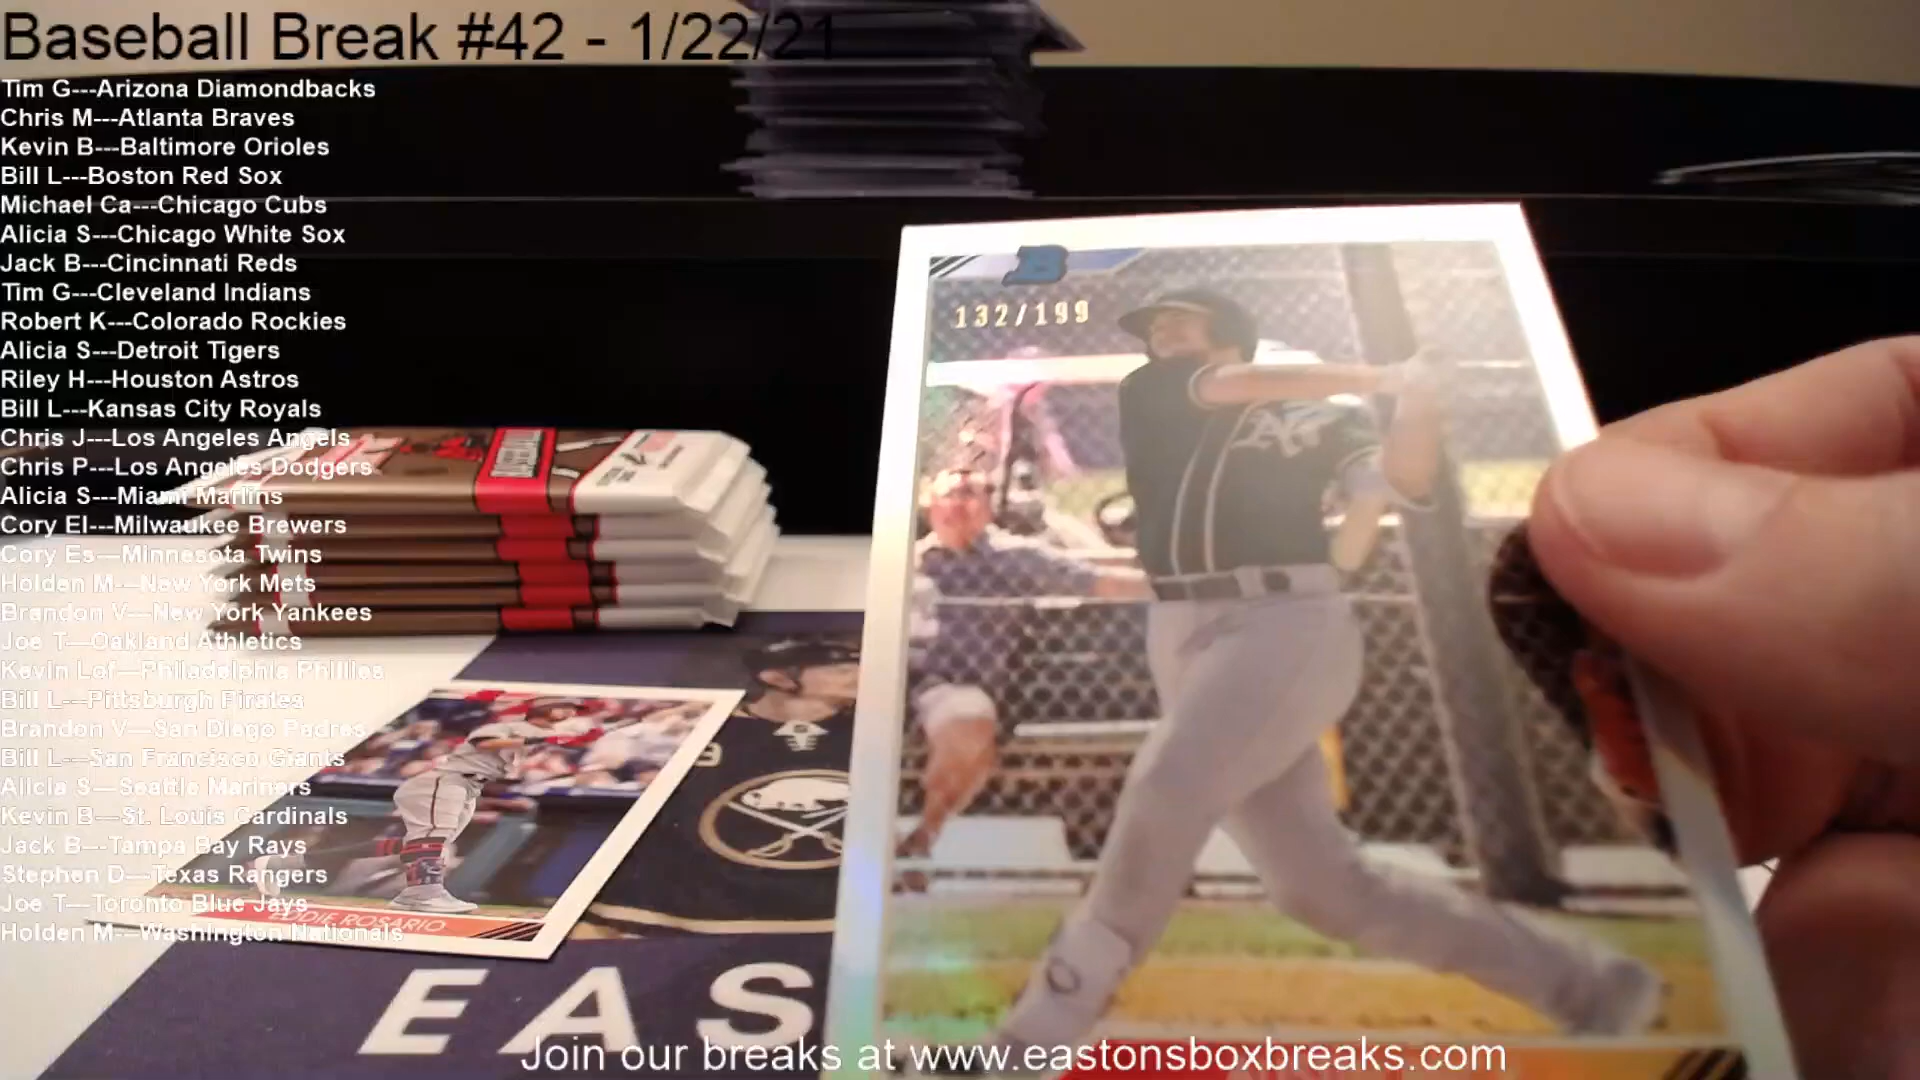 Baseball Break #42 - 1/22/21
Tim G---Arizona Diamondbacks
Chris M---Atlanta Braves
Kevin B---Baltimore Orioles
Bill L---Boston Red Sox
Michael Ca---Chicago Cubs
Alicia S---Chicago White Sox
Jack B---Cincinnati Reds
Tim G---Cleveland Indians
Robert K---Colorado Rockies
Alicia S---Detroit Tigers
Riley H---Houston Astros
Bill L---Kansas City Royals
Chris J---Los Angeles Angels
Chris P---Los Angeles Dodgers
Alicia S---Miami Marlins
Cory El---Milwaukee Brewers
Cory Es---Minnesota Twins
Holden M---New York Mets
Brandon V---New York Yankees
Joe T---Oakland Athletics
Kevin Lof---Philadelphia Phillies
Bill L---Pittsburgh Pirates
Brandon V---San Diego Padres
Bill L---San Francisco Giants
Alicia S---Seattle Mariners
Kevin B---St. Louis Cardinals
Jack B---Tampa Bay Rays
Stephen D---Texas Rangers
Joe T---Toronto Blue Jays
Holden M---Washington Nationals
B
132/199
BASEBALL
EDDIE ROSARIO
EAS
Join our breaks at www.eastonsboxbreaks.com